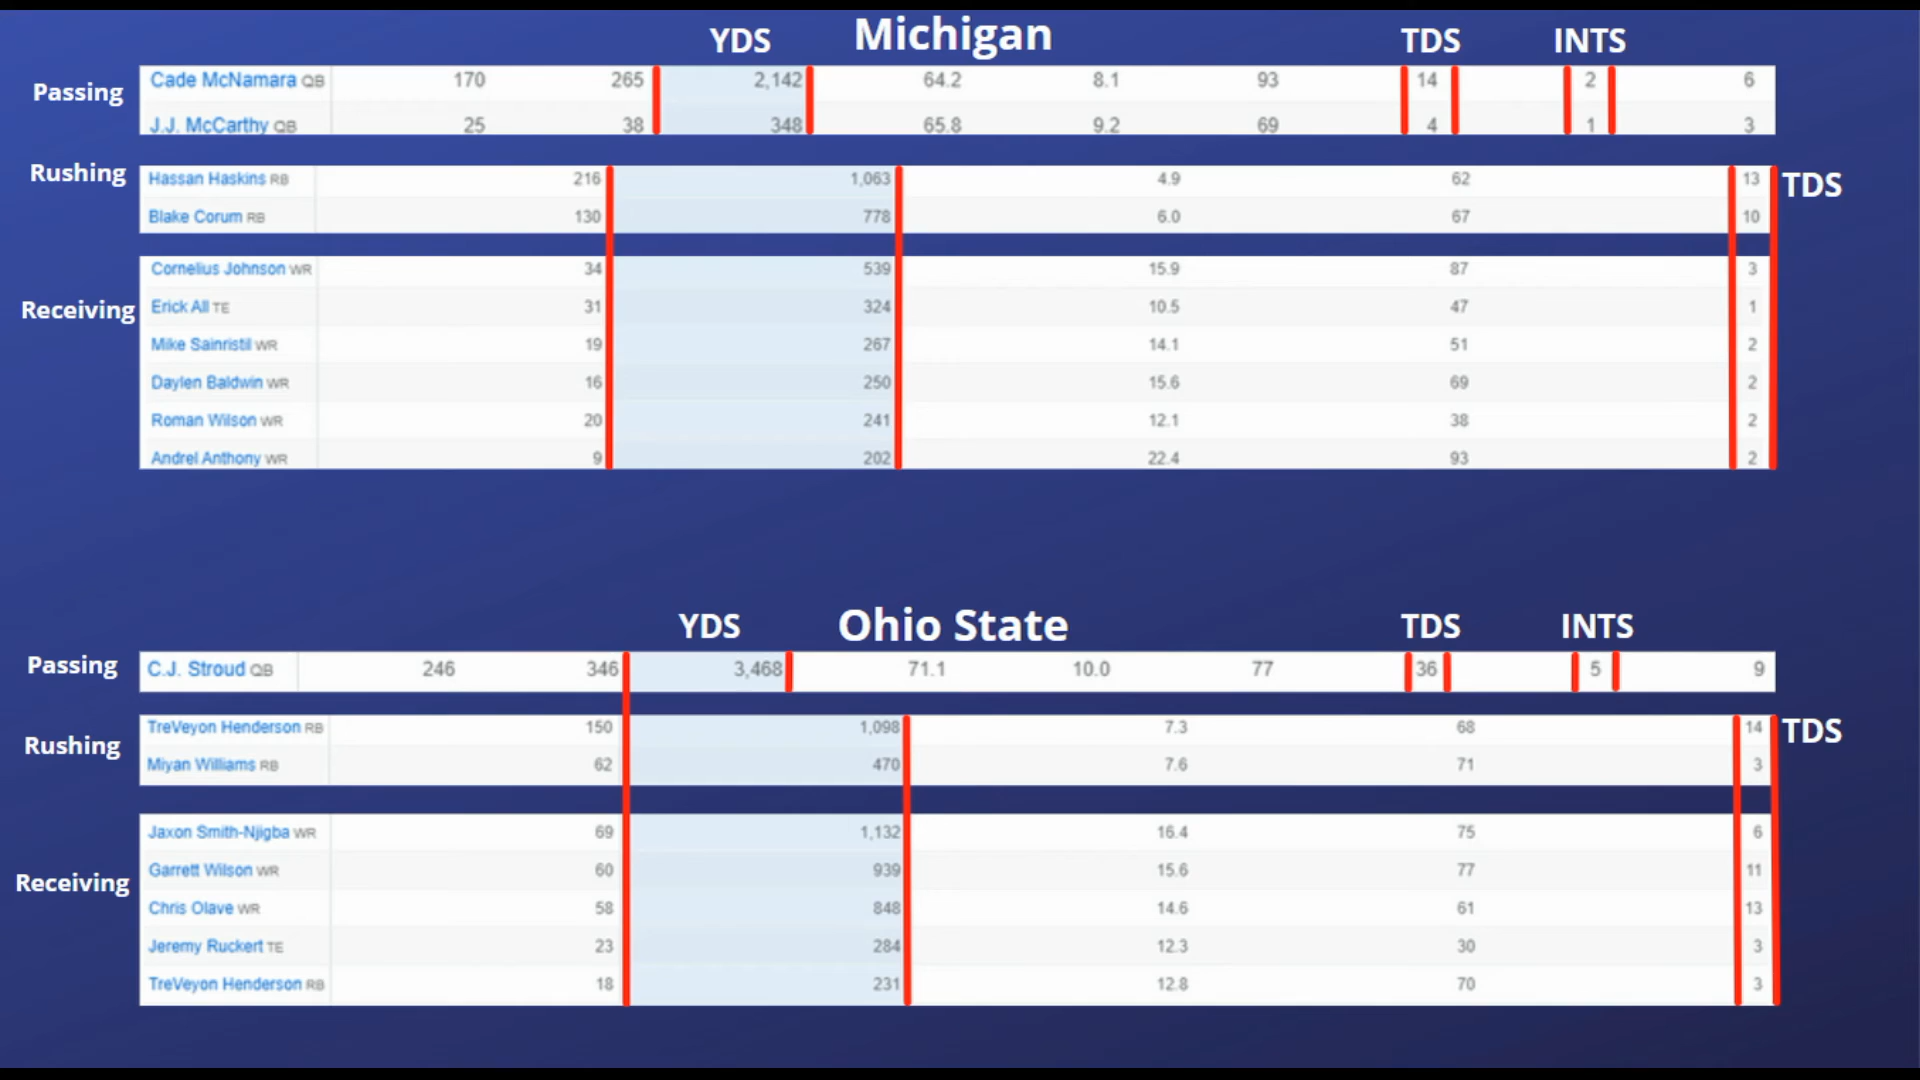 YDS Michigan TDS INTS
Passing
Cade McNamara QB 170 265 2,142 64.2 8.1 93 14 2 6
J.J. McCarthy QB 25 38 348 65.8 9.2 69 4 1 3
Rushing
Hassan Haskins RB 216 1,063 4.9 62 13 TDS
Blake Corum RB 130 778 6.0 67 10
Receiving
Cornelius Johnson WR 34 539 15.9 87 3
Erick All TE 31 324 10.5 47 1
Mike Sainristil WR 19 267 14.1 51 2
Daylen Baldwin WR 16 250 15.6 69 2
Roman Wilson WR 20 241 12.1 38 2
Andrel Anthony WR 9 202 22.4 93 2
YDS Ohio State TDS INTS
Passing
C.J. Stroud QB 246 346 3,468 71.1 10.0 77 36 5 9
Rushing
TreVeyon Henderson RB 150 1,098 7.3 68 14 TDS
Miyan Williams RB 62 470 7.6 71 3
Receiving
Jaxon Smith-Njigba WR 69 1,132 16.4 75 6
Garrett Wilson WR 60 939 15.6 77 11
Chris Olave WR 58 848 14.6 61 13
Jeremy Ruckert TE 23 284 12.3 30 3
TreVeyon Henderson RB 18 231 12.8 70 3